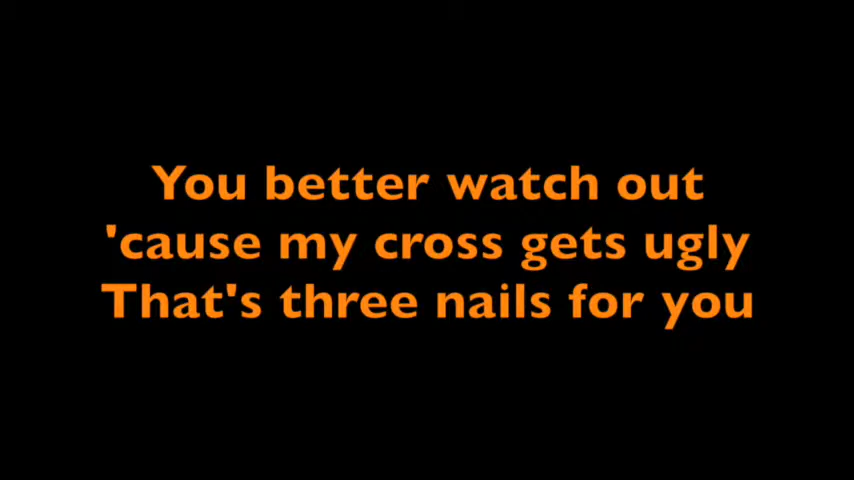 You better watch out
'cause my cross gets ugly
That's three nails for you